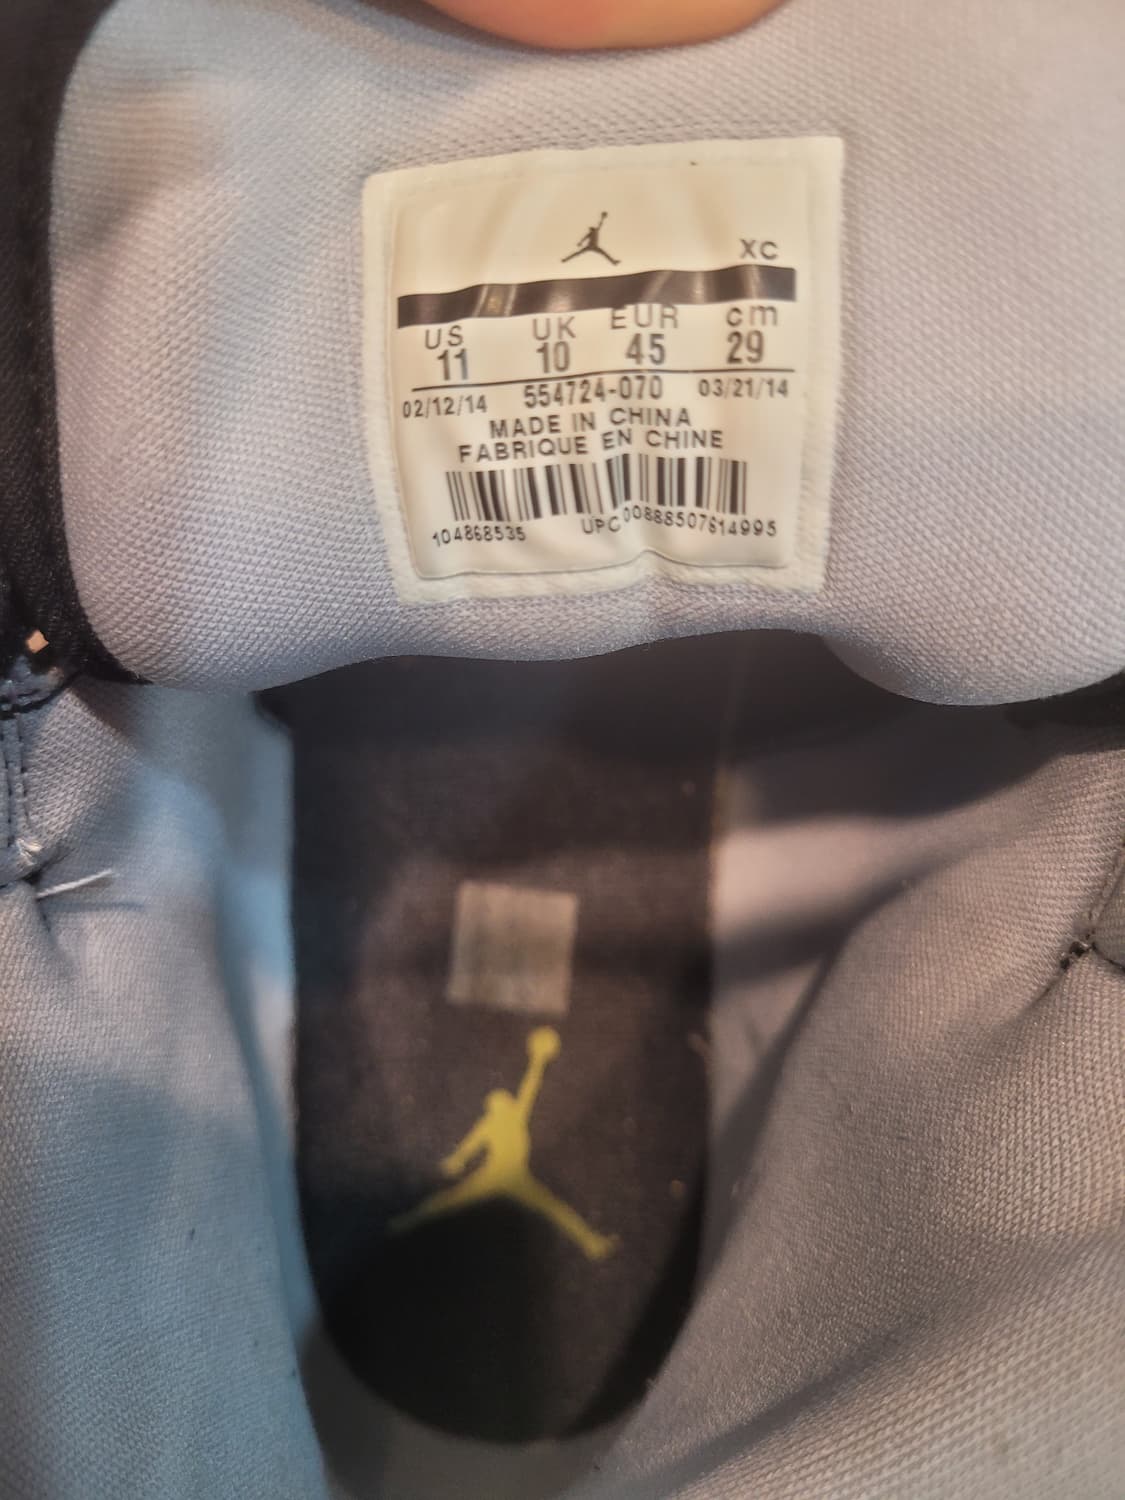 XC
US UK EUR cm
11 10 45 29
02/12/14 554724-070 03/21/14
MADE IN CHINA
FABRIQUE EN CHINE
104868535 UPC 00888507614995